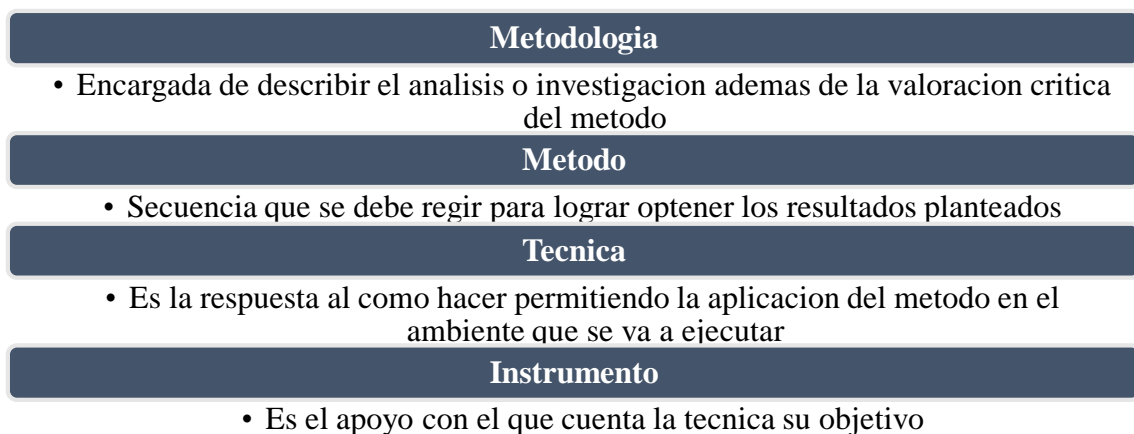 Metodologia
• Encargada de describir el analisis o investigacion ademas de la valoracion critica
del metodo
Metodo
• Secuencia que se debe regir para lograr optener los resultados planteados
Tecnica
• Es la respuesta al como hacer permitiendo la aplicacion del metodo en el
ambiente que se va a ejecutar
Instrumento
• Es el apoyo con el que cuenta la tecnica su objetivo